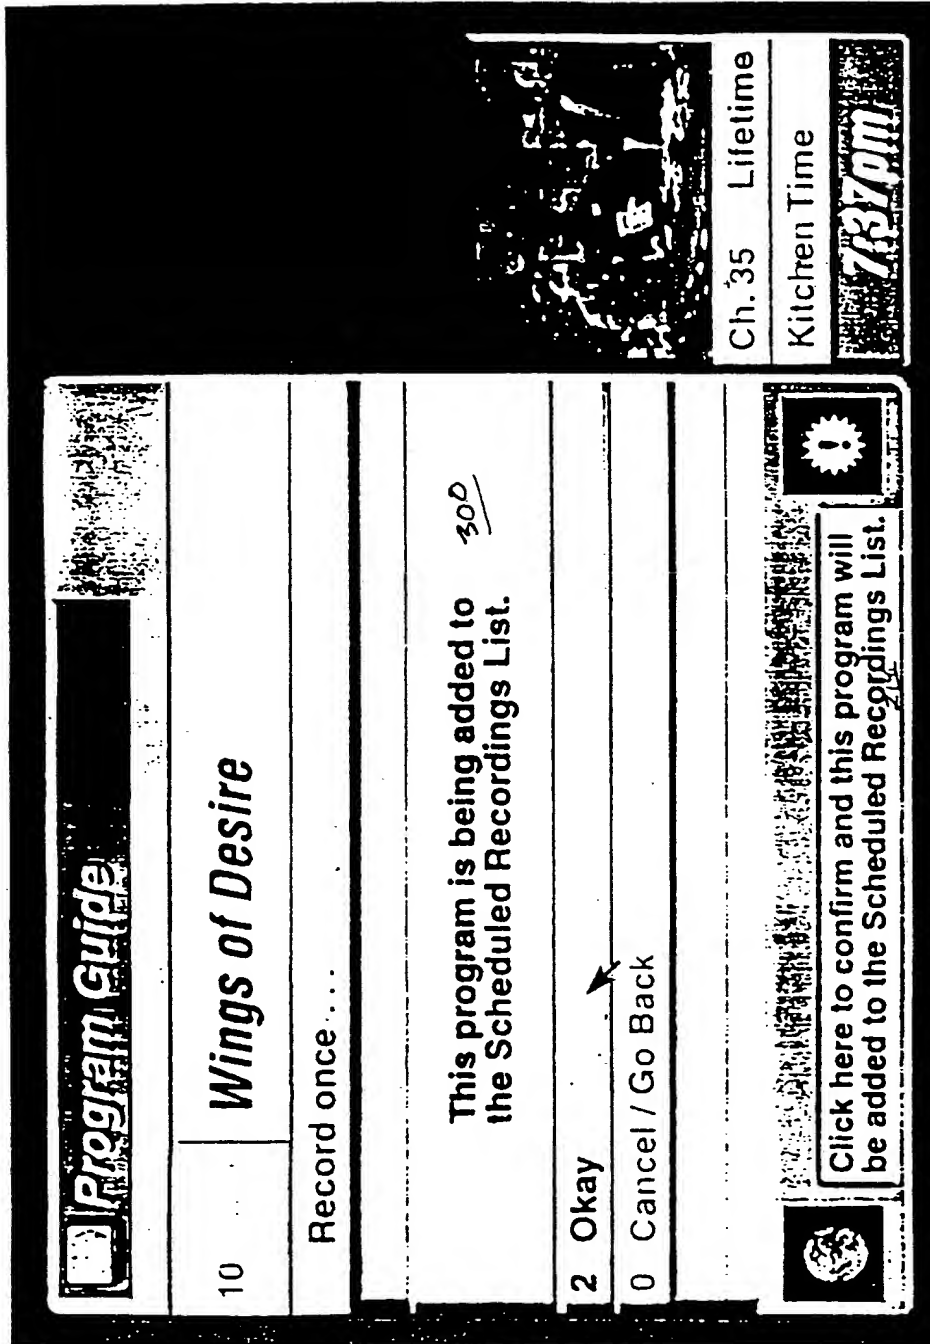 Program Guide
10 Wings of Desire
Record once ....
This program is being added to
the Scheduled Recordings List.
300
2 Okay
0 Cancel / Go Back
Click here to confirm and this program will
be added to the Scheduled Recordings List.
Ch. 35 Lifetime
Kitchen Time
7:37pm